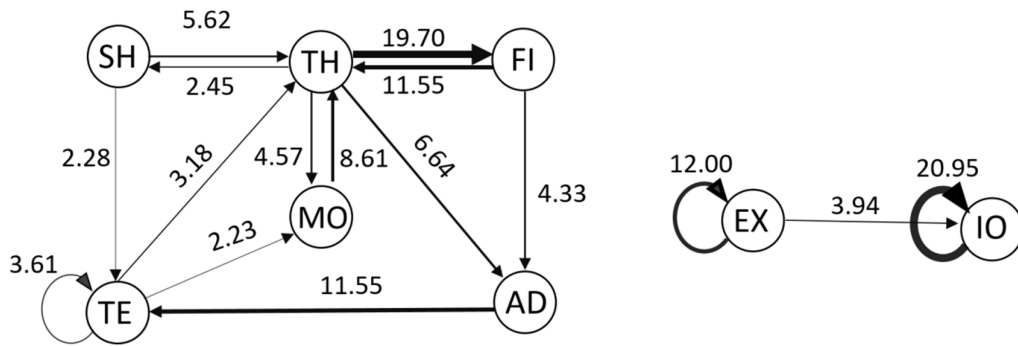 5.62
SH
TH
19.70
FI
2.45
11.55
2.28
3.18
4.57
8.61
6.64
4.33
12.00
20.95
MO
EX
3.94
IO
2.23
3.61
11.55
TE
AD